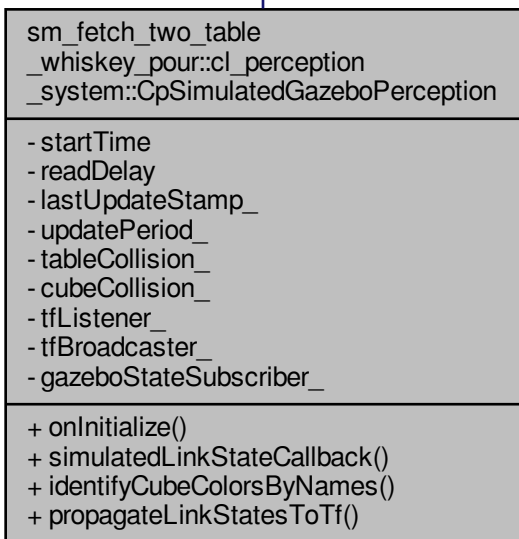 sm_fetch_two_table
_whiskey_pour::cl_perception
_system::CpSimulatedGazeboPerception
- startTime
- readDelay
- lastUpdateStamp_
- updatePeriod_
- tableCollision_
- cubeCollision_
- tfListener_
- tfBroadcaster_
- gazeboStateSubscriber_
+ onInitialize()
+ simulatedLinkStateCallback()
+ identifyCubeColorsByNames()
+ propagateLinkStatesToTf()